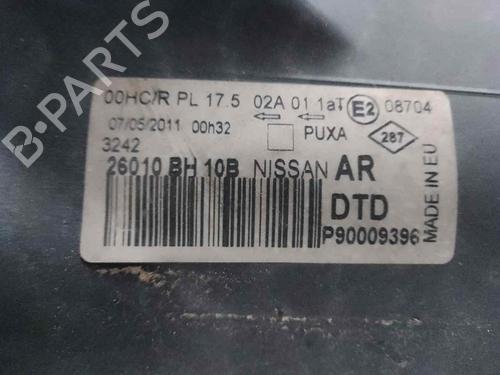 B-PARTS
00HC/R PL 17.5 02A 01 1aT E2 08704
07/05/2011 00h32 PUXA 287
3242
26010 BH 10B NISSAN AR
DTD
P90009396
MADE IN EU